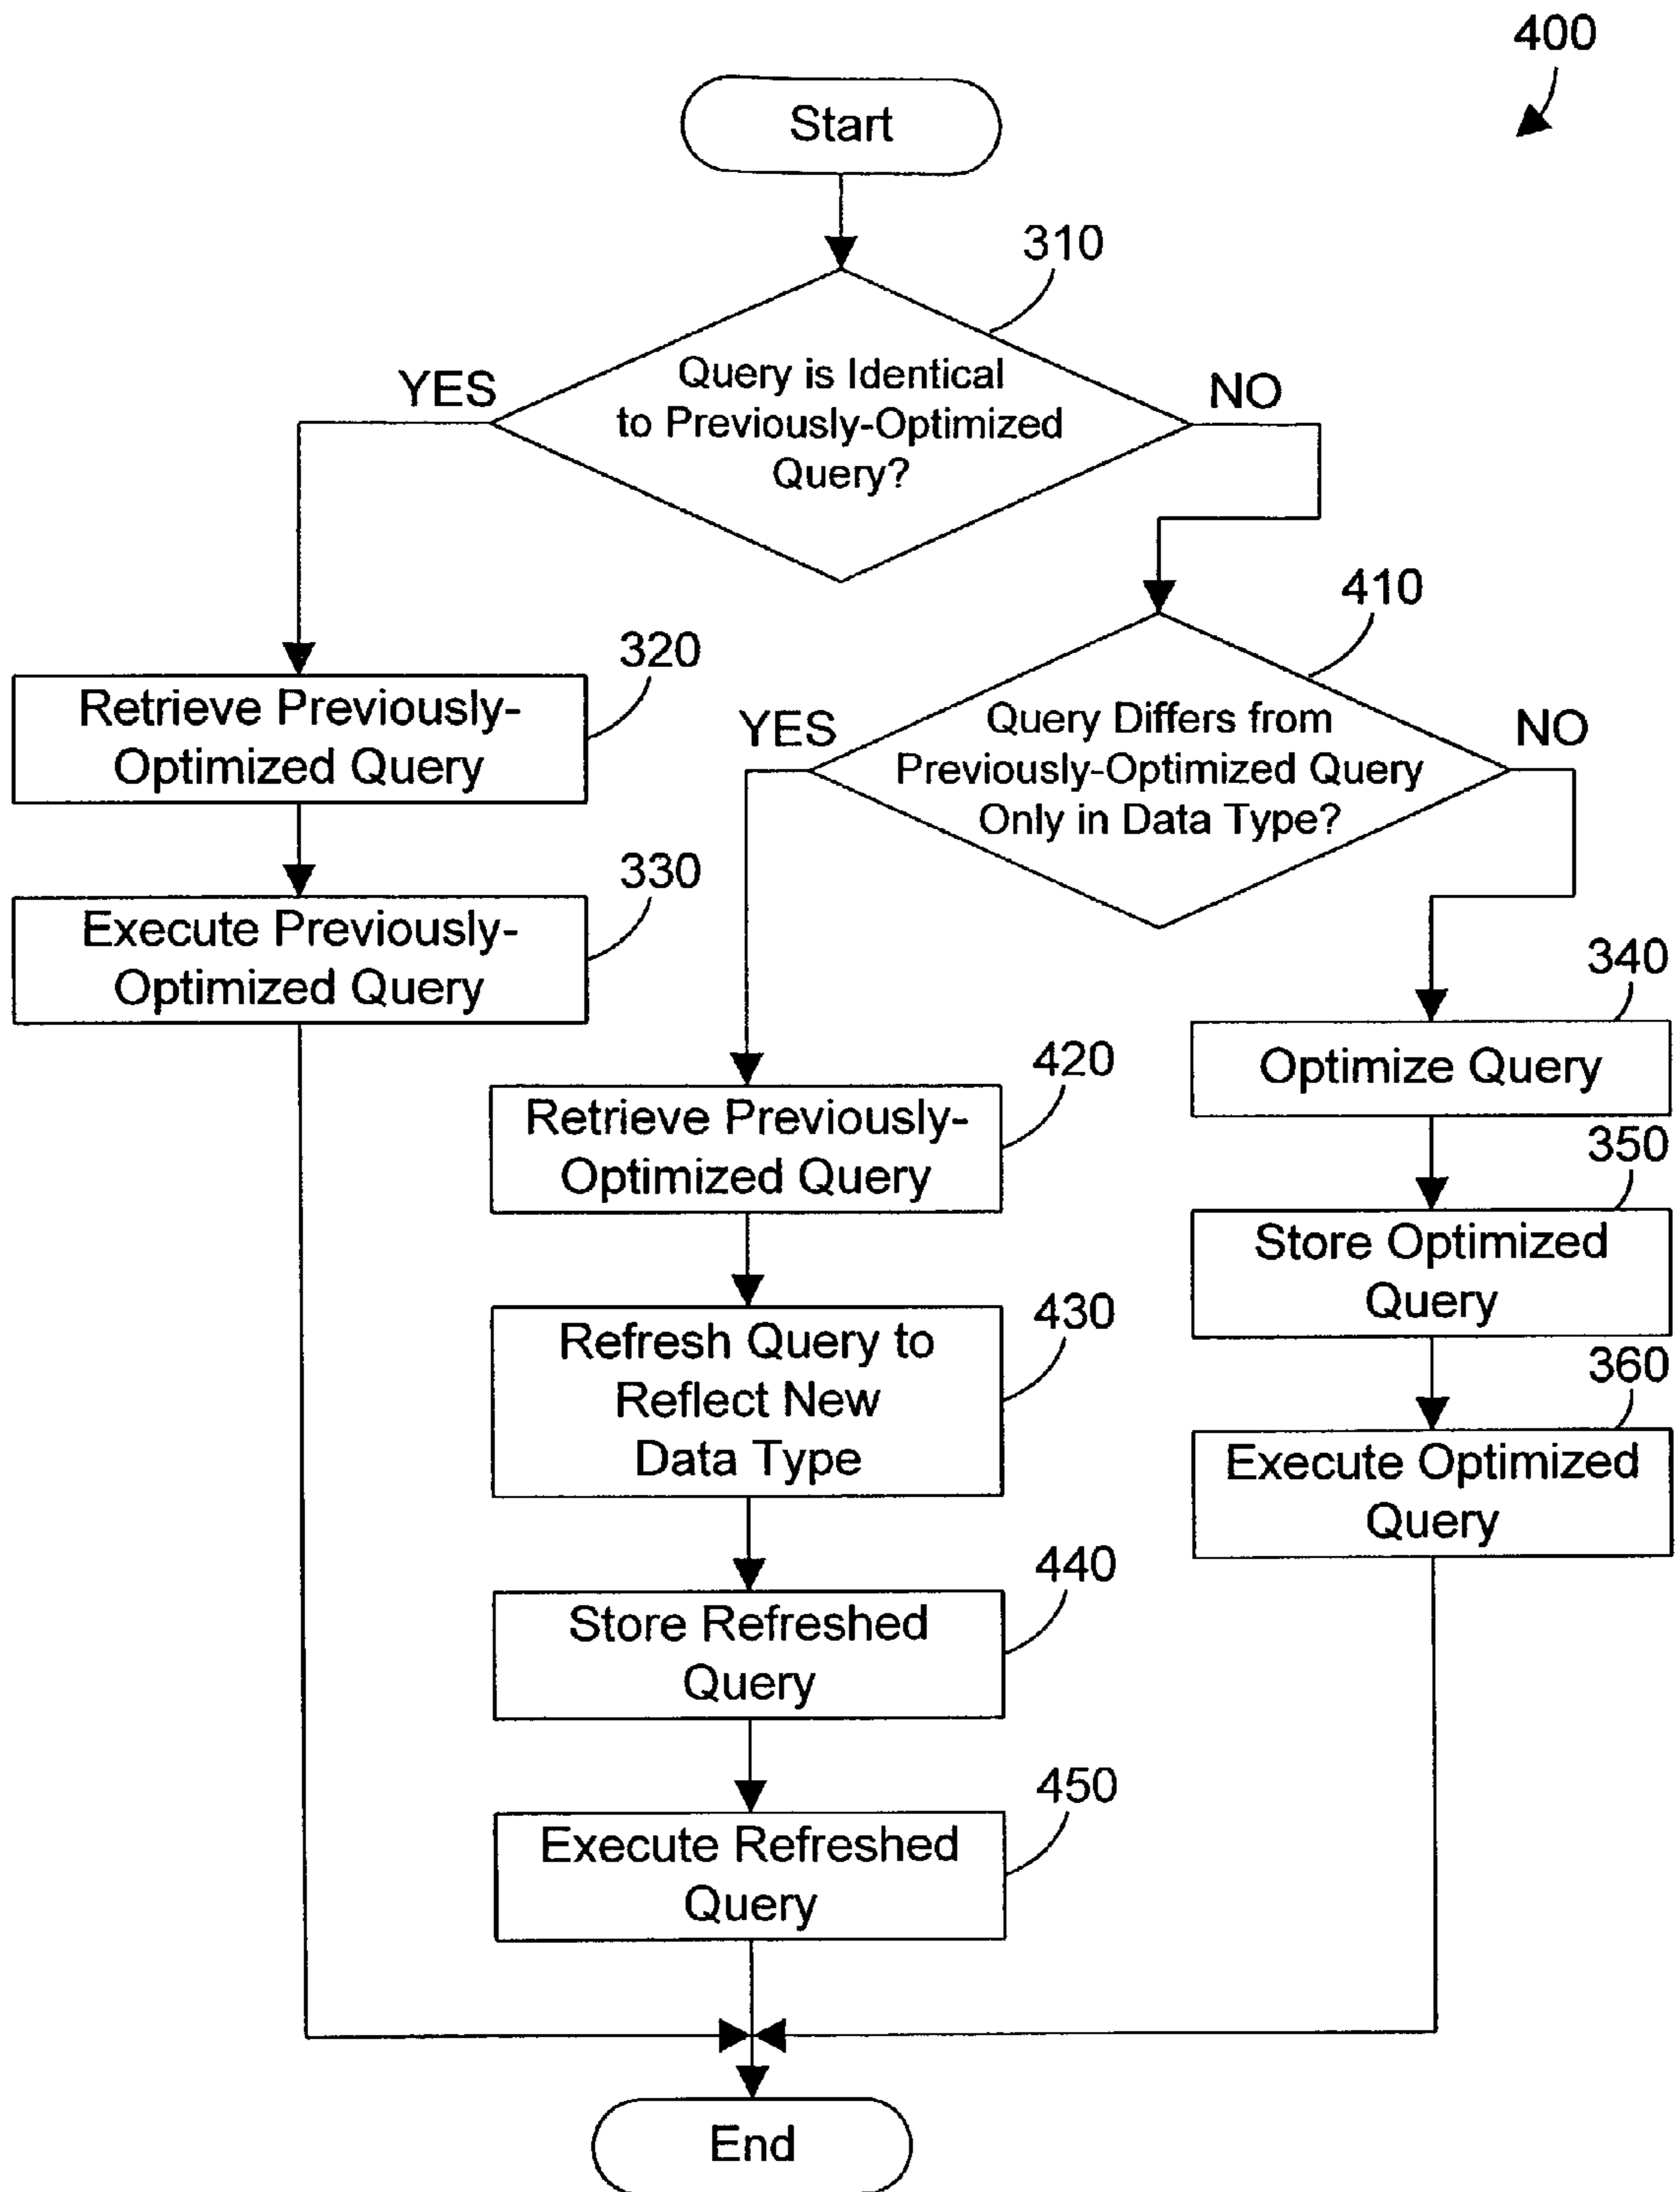 400
Start
310
Query is Identical
to Previously-Optimized
Query?
YES
NO
410
Query Differs from
Previously-Optimized Query
Only in Data Type?
YES
NO
320
Retrieve Previously-
Optimized Query
330
Execute Previously-
Optimized Query
420
Retrieve Previously-
Optimized Query
430
Refresh Query to
Reflect New
Data Type
440
Store Refreshed
Query
450
Execute Refreshed
Query
340
Optimize Query
350
Store Optimized
Query
360
Execute Optimized
Query
End